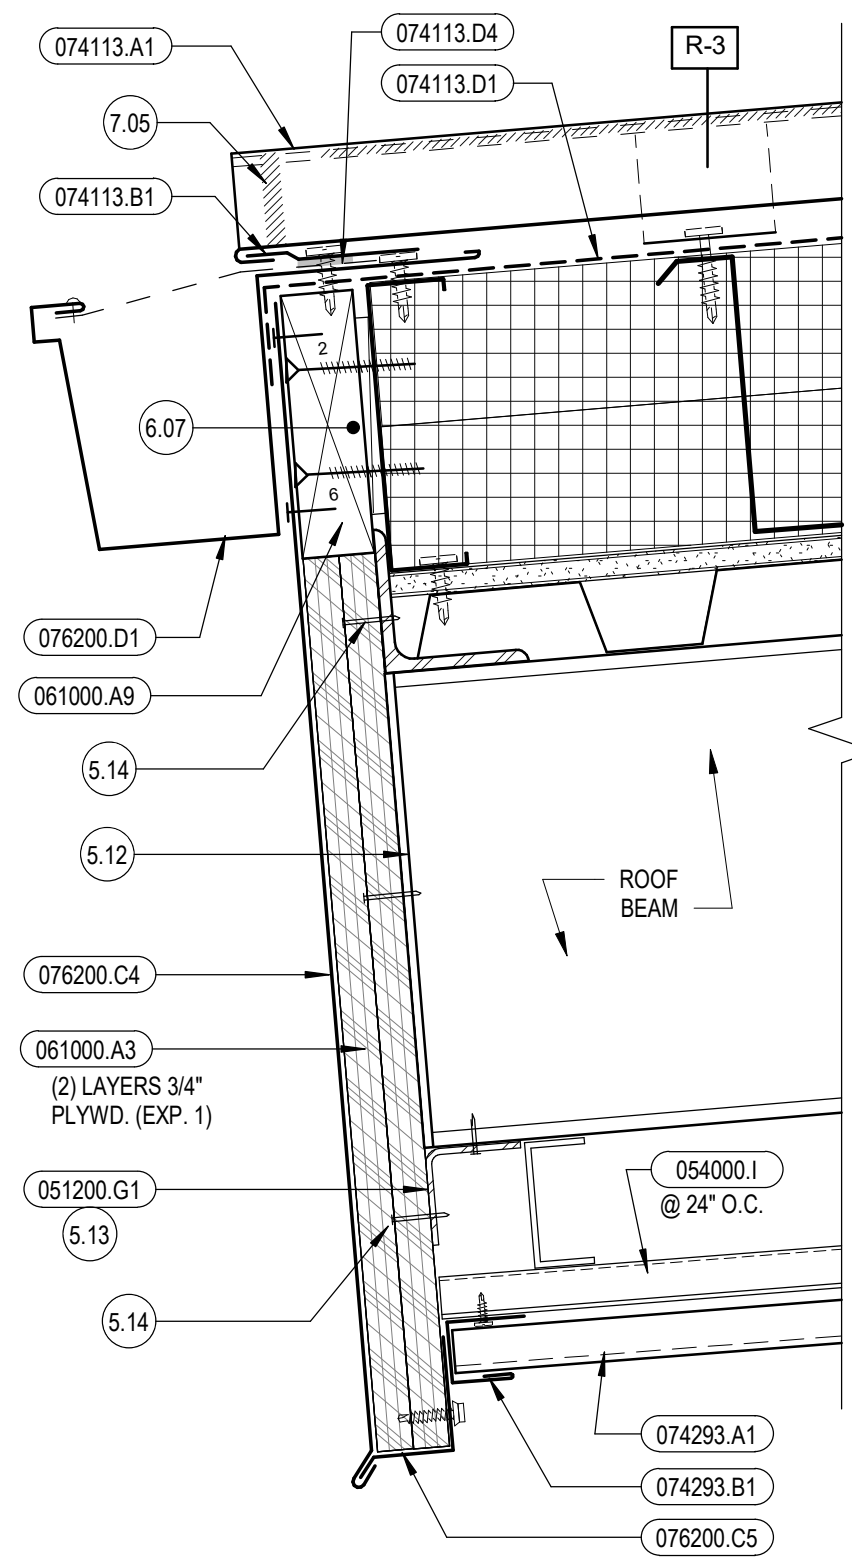 074113.A1
074113.D4
R-3
074113.D1
7.05
074113.B1
2
6.07
6
076200.D1
061000.A9
5.14
5.12
ROOF
BEAM
076200.C4
061000.A3
(2) LAYERS 3/4"
PLYWD. (EXP. 1)
051200.G1
5.13
054000.I
@ 24" O.C.
5.14
074293.A1
074293.B1
076200.C5